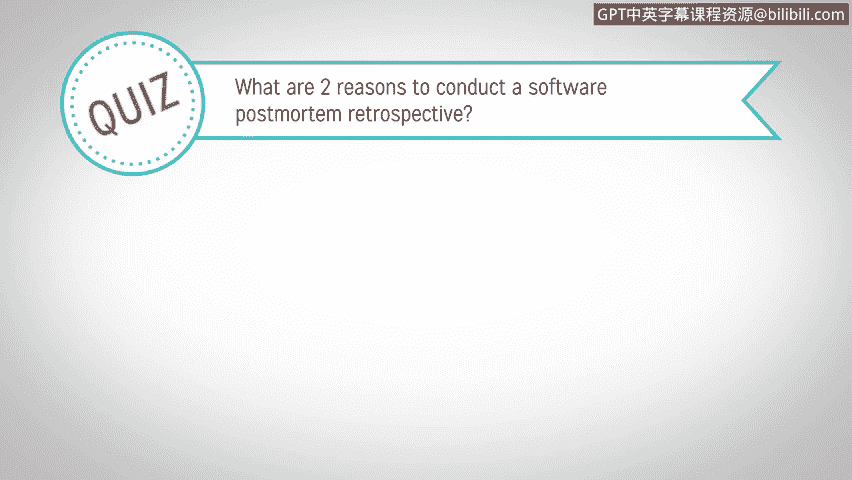 GPT中英字幕课程资源@bilibili.com
QUIZ
What are 2 reasons to conduct a software
postmortem retrospective?